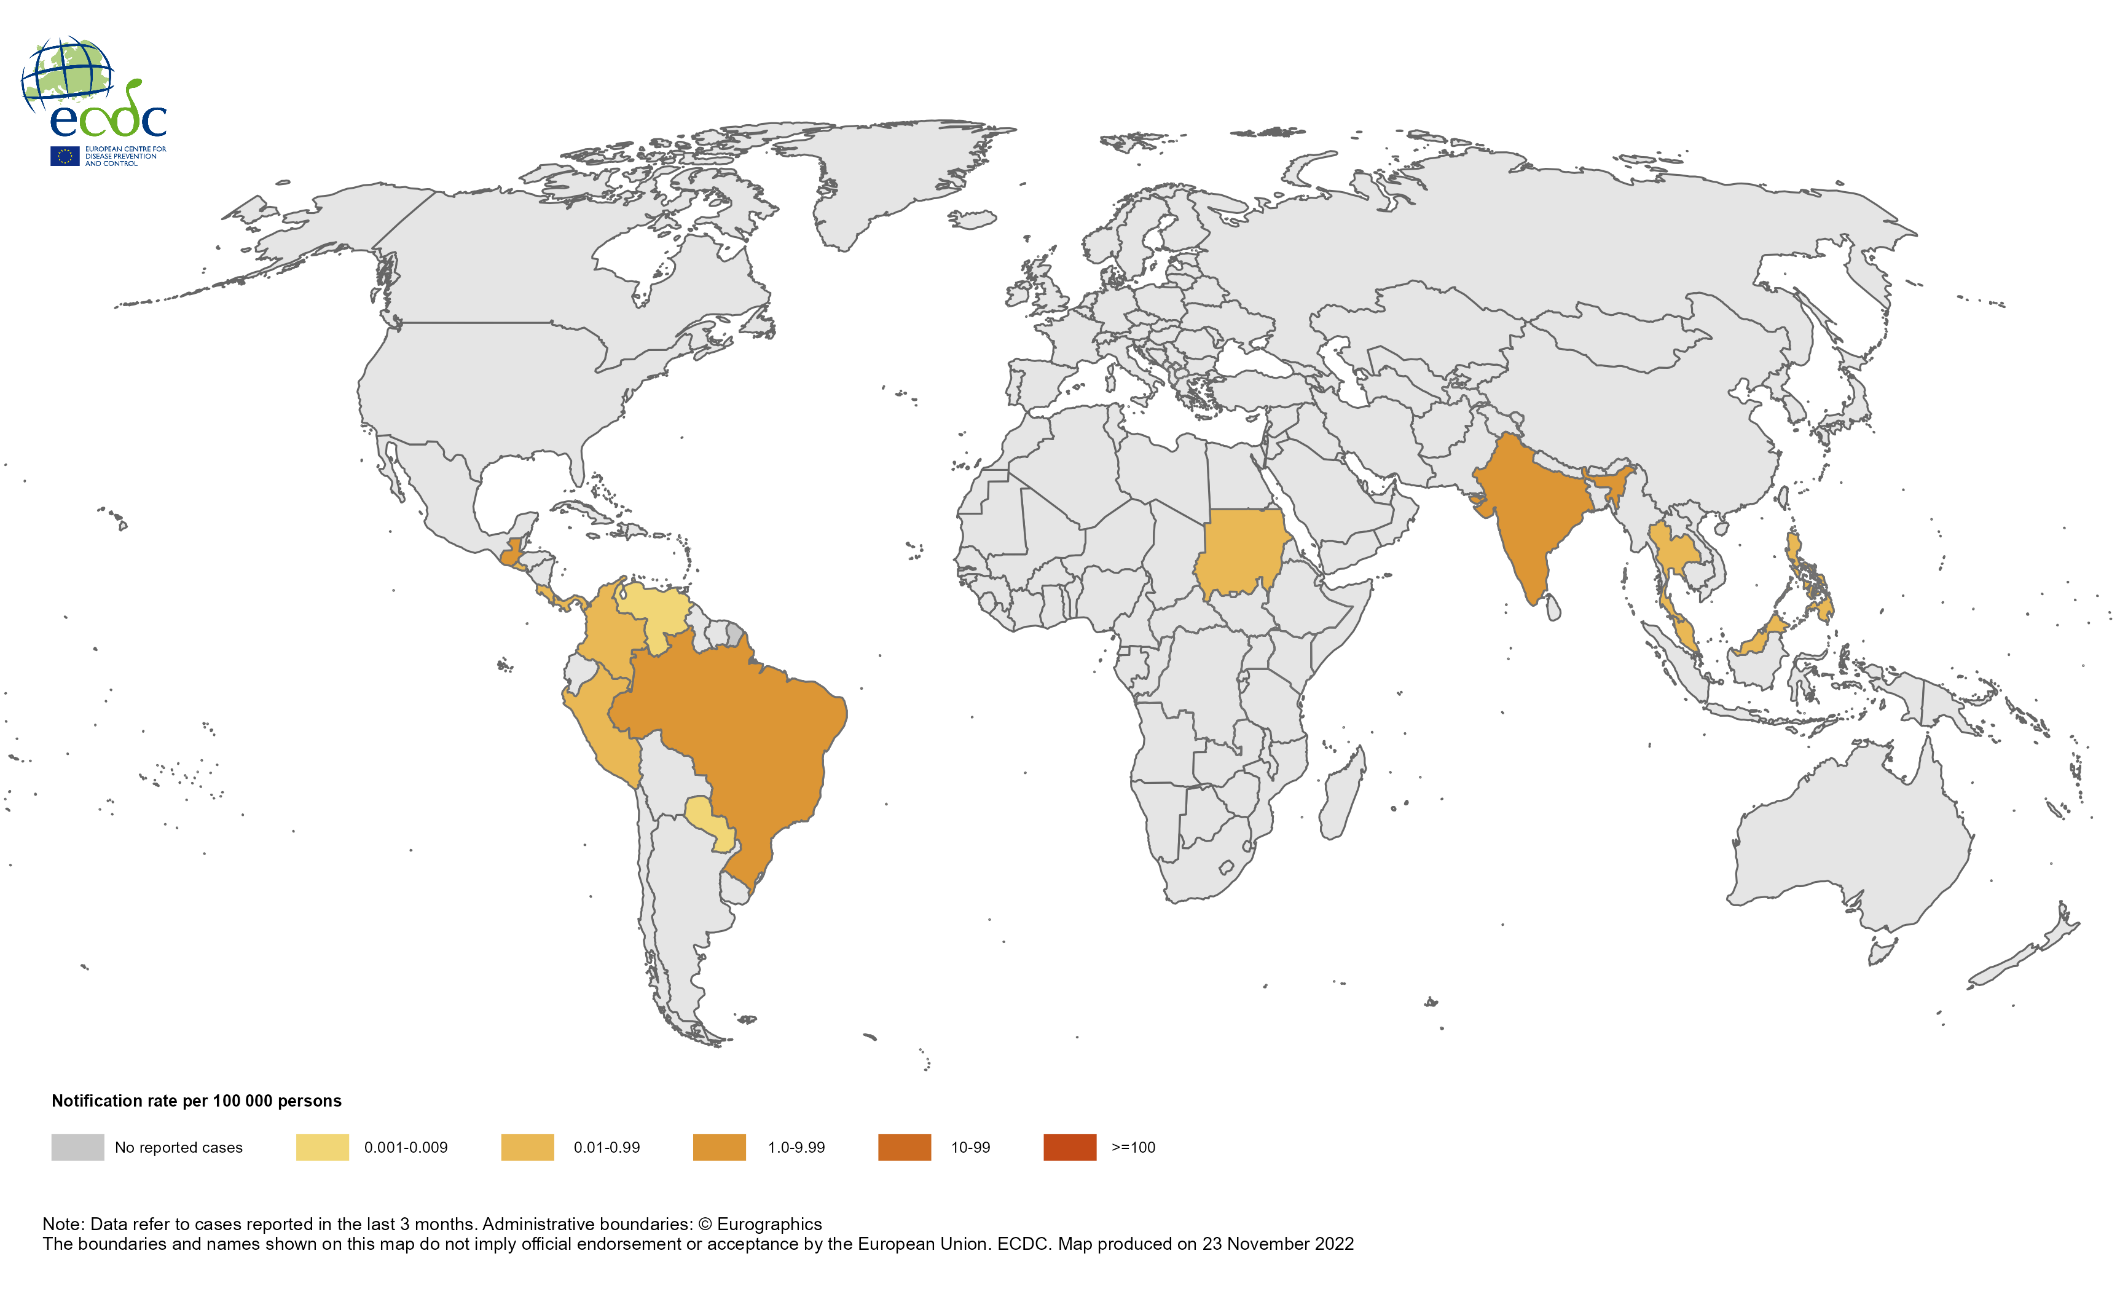 ecdc
EUROPEAN CENTRE FOR
DISEASE PREVENTION
AND CONTROL
Notification rate per 100 000 persons
No reported cases
0.001-0.009
0.01-0.99
1.0-9.99
10-99
>=100
Note: Data refer to cases reported in the last 3 months. Administrative boundaries: © Eurographics
The boundaries and names shown on this map do not imply official endorsement or acceptance by the European Union. ECDC. Map produced on 23 November 2022